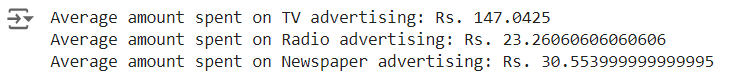 Average amount spent on TV advertising: Rs. 147.0425
Average amount spent on Radio advertising: Rs. 23.26060606060606
Average amount spent on Newspaper advertising: Rs. 30.553999999999995